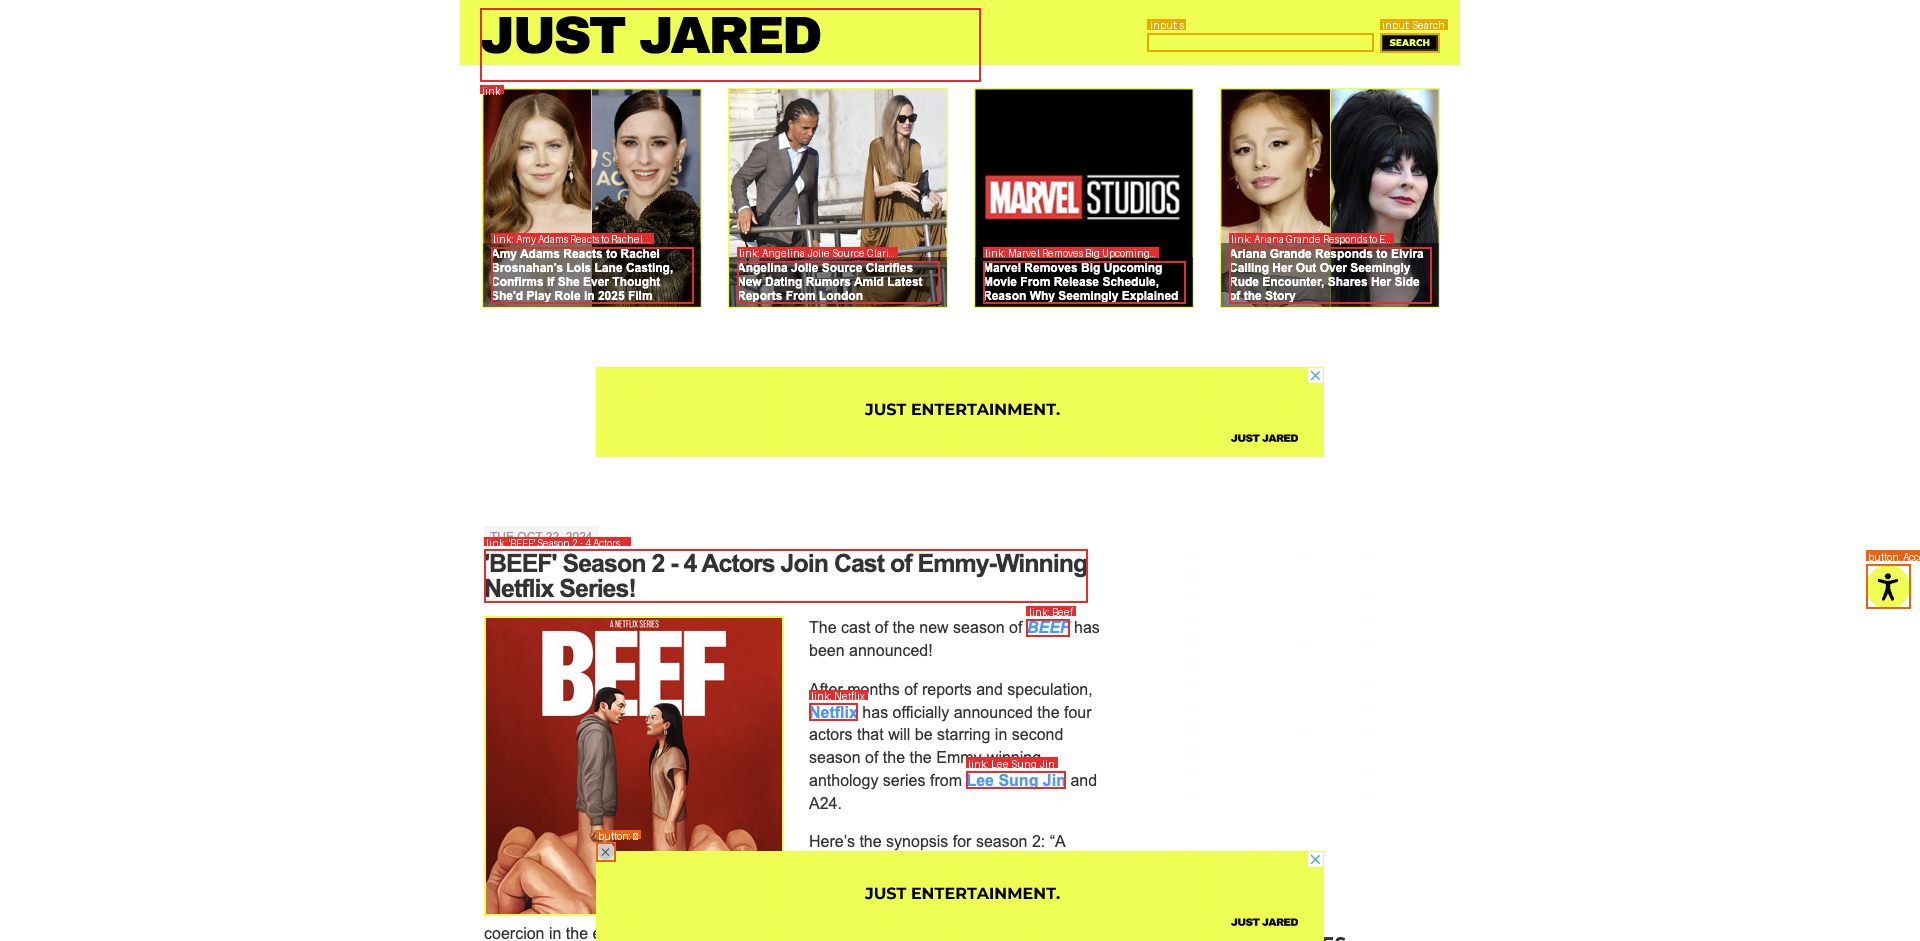 JUST JARED
input: s
input: Search
SEARCH
link
link: Amy Adams Reacts to Rachel ...
Amy Adams Reacts to Rachel
Brosnahan's Lois Lane Casting,
Confirms If She Ever Thought
She'd Play Role in 2025 Film
link: Angelina Jolie Source Clari...
Angelina Jolie Source Clarifies
New Dating Rumors Amid Latest
Reports From London
MARVEL STUDIOS
link: Marvel Removes Big Upcoming...
Marvel Removes Big Upcoming
Movie From Release Schedule,
Reason Why Seemingly Explained
link: Ariana Grande Responds to E...
Ariana Grande Responds to Elvira
Calling Her Out Over Seemingly
Rude Encounter, Shares Her Side
of the Story
JUST ENTERTAINMENT.
JUST JARED
TUE OCT 22, 2024
link: 'BEEF' Season 2 - 4 Actors ...
'BEEF' Season 2 - 4 Actors Join Cast of Emmy-Winning
Netflix Series!
button: Acc
A NETFLIX SERIES
BEEF
link: Beef
The cast of the new season of BEEF has
been announced!
After months of reports and speculation,
link: Netflix
Netflix has officially announced the four
actors that will be starring in second
season of the the Emmy-winning
link: Lee Sung Jin
anthology series from Lee Sung Jin and
A24.
Here's the synopsis for season 2: “A
button:
JUST ENTERTAINMENT.
JUST JARED
coercion in the